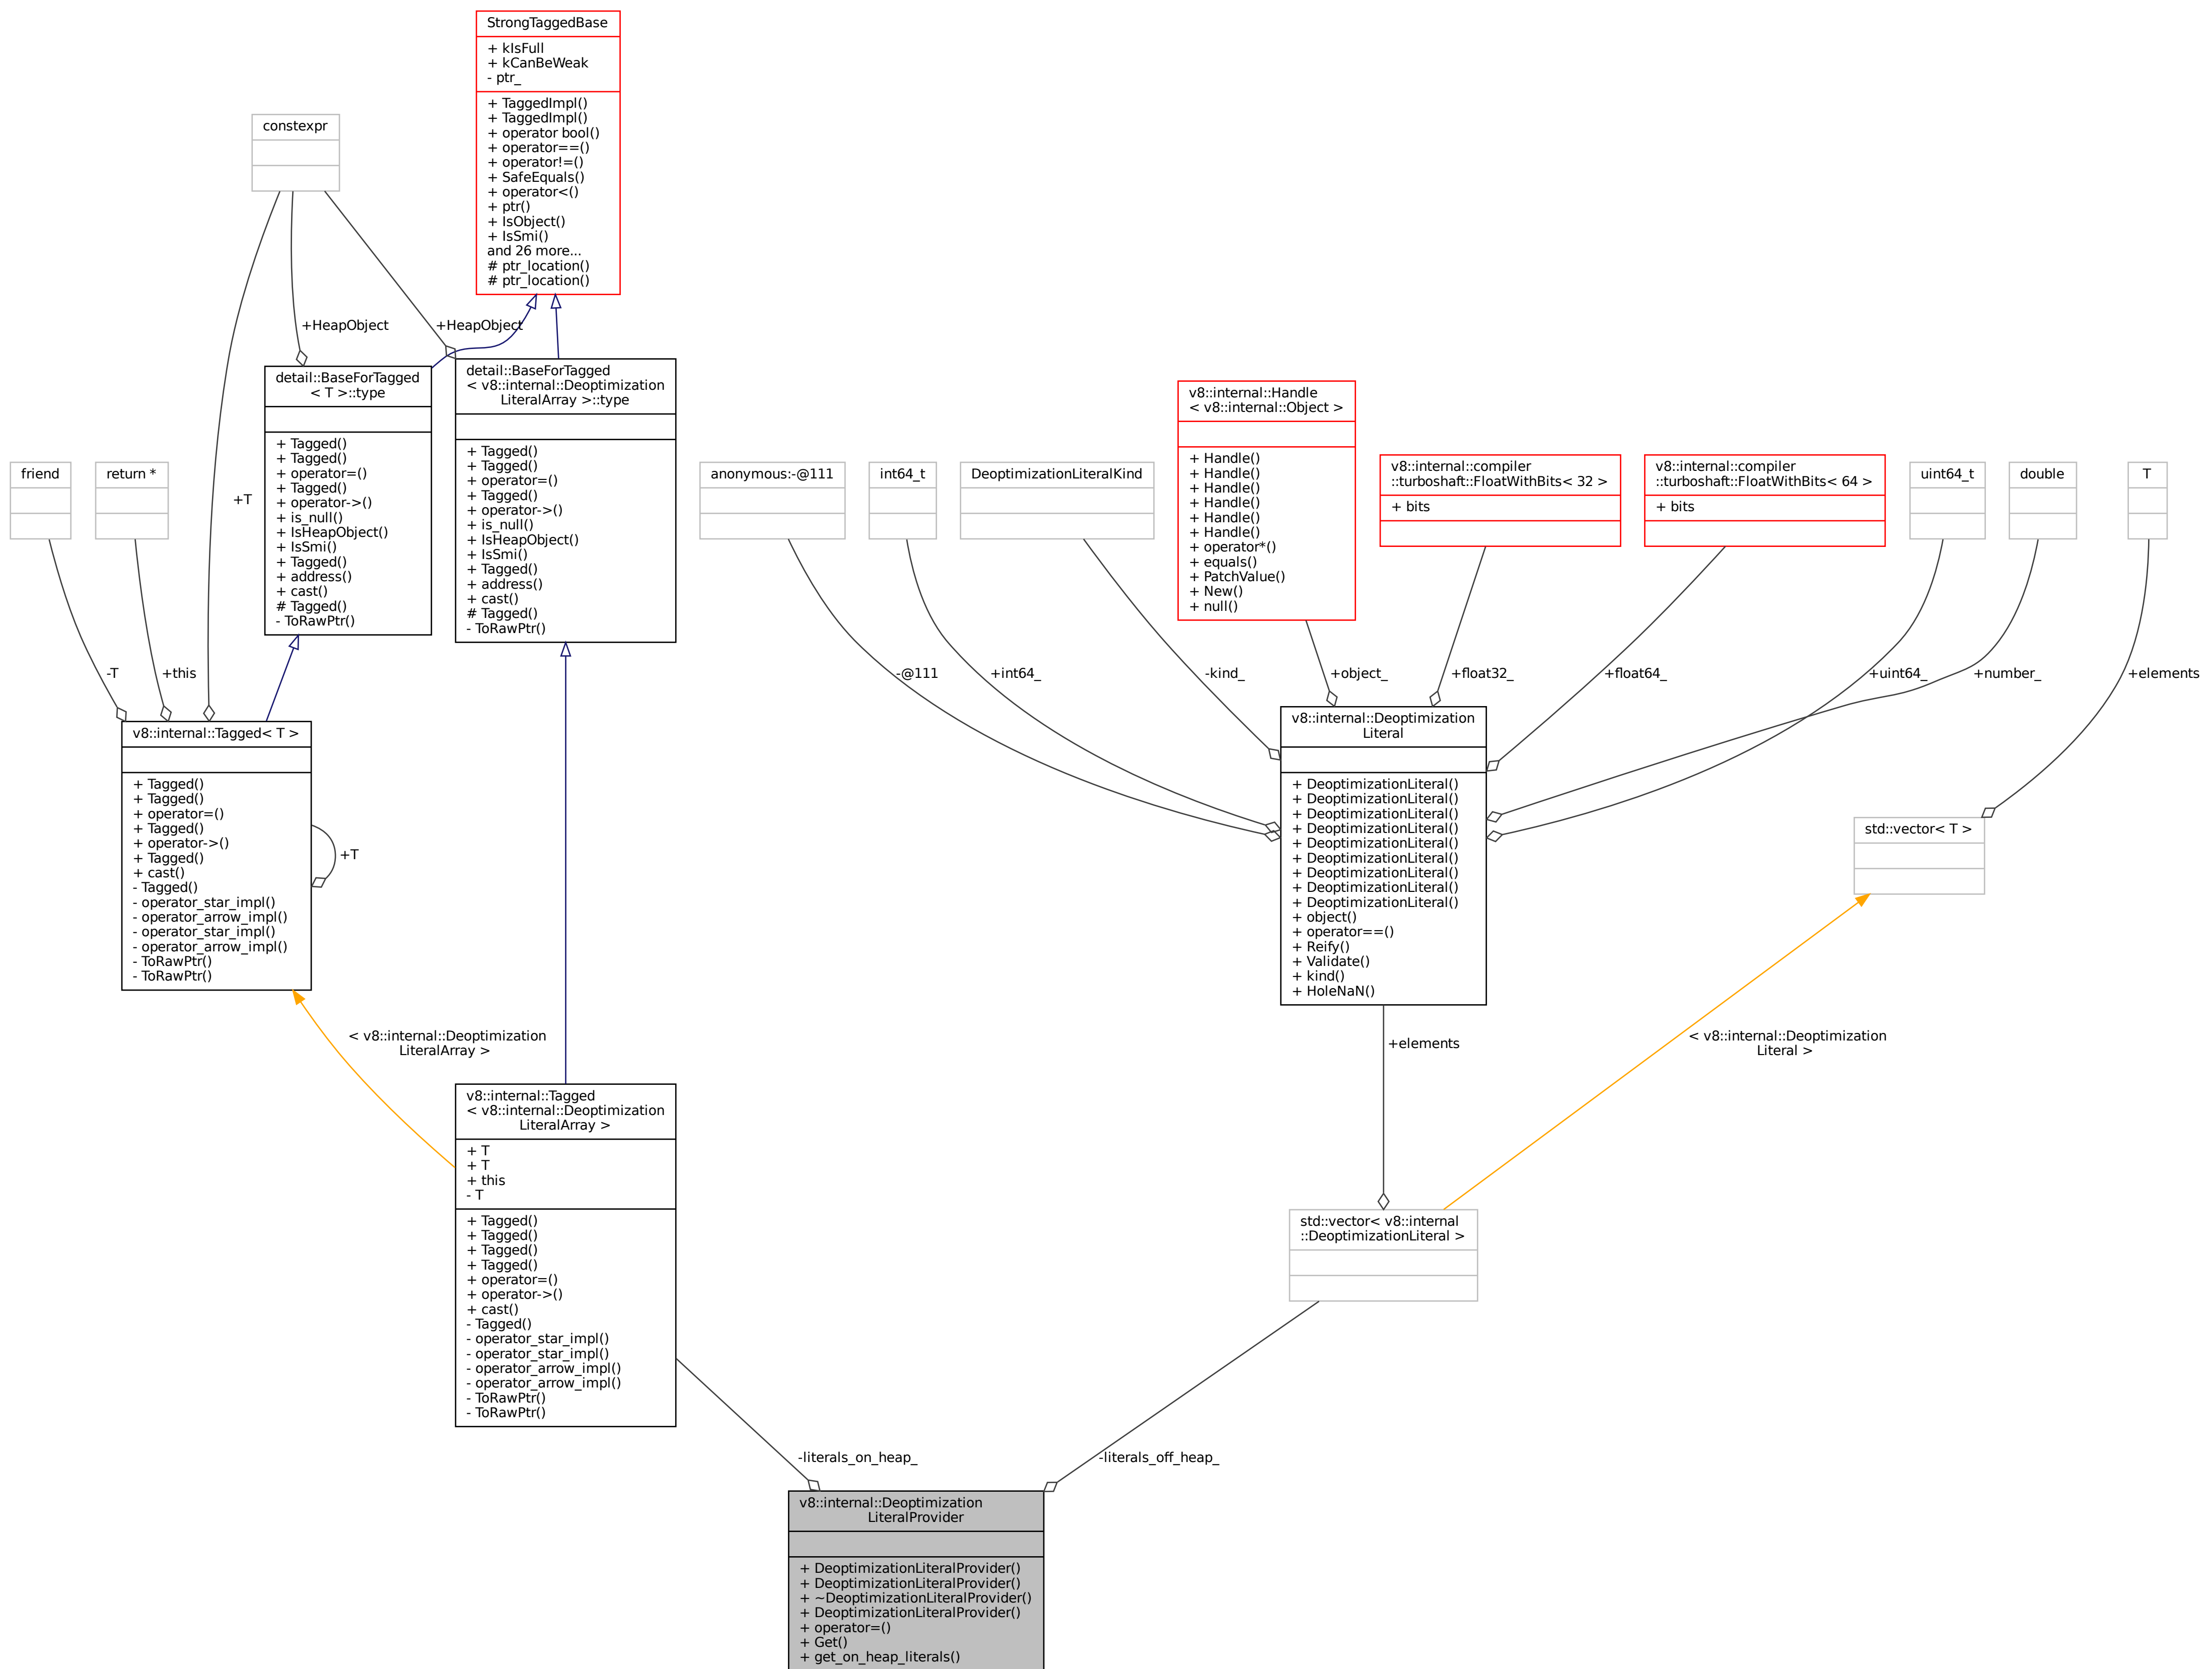 StrongTaggedBase
+ kIsFull
+ kCanBeWeak
- ptr_
+ TaggedImpl()
+ TaggedImpl()
+ operator bool()
+ operator==()
+ operator!=()
+ SafeEquals()
+ operator<()
+ ptr()
+ IsObject()
+ IsSmi()
and 26 more...
# ptr_location()
# ptr_location()
constexpr
+HeapObject
+HeapObject
+T
detail::BaseForTagged
< T >::type
+ Tagged()
+ Tagged()
+ operator=()
+ Tagged()
+ operator->()
+ is_null()
+ IsHeapObject()
+ IsSmi()
+ Tagged()
+ address()
+ cast()
# Tagged()
- ToRawPtr()
detail::BaseForTagged
< v8::internal::Deoptimization
LiteralArray >::type
+ Tagged()
+ Tagged()
+ operator=()
+ Tagged()
+ operator->()
+ is_null()
+ IsHeapObject()
+ IsSmi()
+ Tagged()
+ address()
+ cast()
# Tagged()
- ToRawPtr()
friend
return *
anonymous:-@111
int64_t
DeoptimizationLiteralKind
v8::internal::Handle
< v8::internal::Object >
+ Handle()
+ Handle()
+ Handle()
+ Handle()
+ Handle()
+ Handle()
+ operator*()
+ equals()
+ PatchValue()
+ New()
+ null()
v8::internal::compiler
::turboshaft::FloatWithBits< 32 >
+ bits
v8::internal::compiler
::turboshaft::FloatWithBits< 64 >
+ bits
uint64_t
double
T
-T
+this
-@111
+int64_
-kind_
+object_
+float32_
+float64_
+uint64_
+number_
+elements
v8::internal::Tagged< T >
+ Tagged()
+ Tagged()
+ operator=()
+ Tagged()
+ operator->()
+ Tagged()
+ cast()
- Tagged()
- operator_star_impl()
- operator_arrow_impl()
- operator_star_impl()
- operator_arrow_impl()
- ToRawPtr()
- ToRawPtr()
+T
v8::internal::Deoptimization
Literal
+ DeoptimizationLiteral()
+ DeoptimizationLiteral()
+ DeoptimizationLiteral()
+ DeoptimizationLiteral()
+ DeoptimizationLiteral()
+ DeoptimizationLiteral()
+ DeoptimizationLiteral()
+ DeoptimizationLiteral()
+ DeoptimizationLiteral()
+ object()
+ operator==()
+ Reify()
+ Validate()
+ kind()
+ HoleNaN()
std::vector< T >
< v8::internal::Deoptimization
LiteralArray >
+elements
< v8::internal::Deoptimization
Literal >
v8::internal::Tagged
< v8::internal::Deoptimization
LiteralArray >
+ T
+ T
+ this
- T
+ Tagged()
+ Tagged()
+ Tagged()
+ Tagged()
+ operator=()
+ operator->()
+ cast()
- Tagged()
- operator_star_impl()
- operator_star_impl()
- operator_arrow_impl()
- operator_arrow_impl()
- ToRawPtr()
- ToRawPtr()
std::vector< v8::internal
::DeoptimizationLiteral >
-literals_on_heap_
-literals_off_heap_
v8::internal::Deoptimization
LiteralProvider
+ DeoptimizationLiteralProvider()
+ DeoptimizationLiteralProvider()
+ ~DeoptimizationLiteralProvider()
+ DeoptimizationLiteralProvider()
+ operator=()
+ Get()
+ get_on_heap_literals()